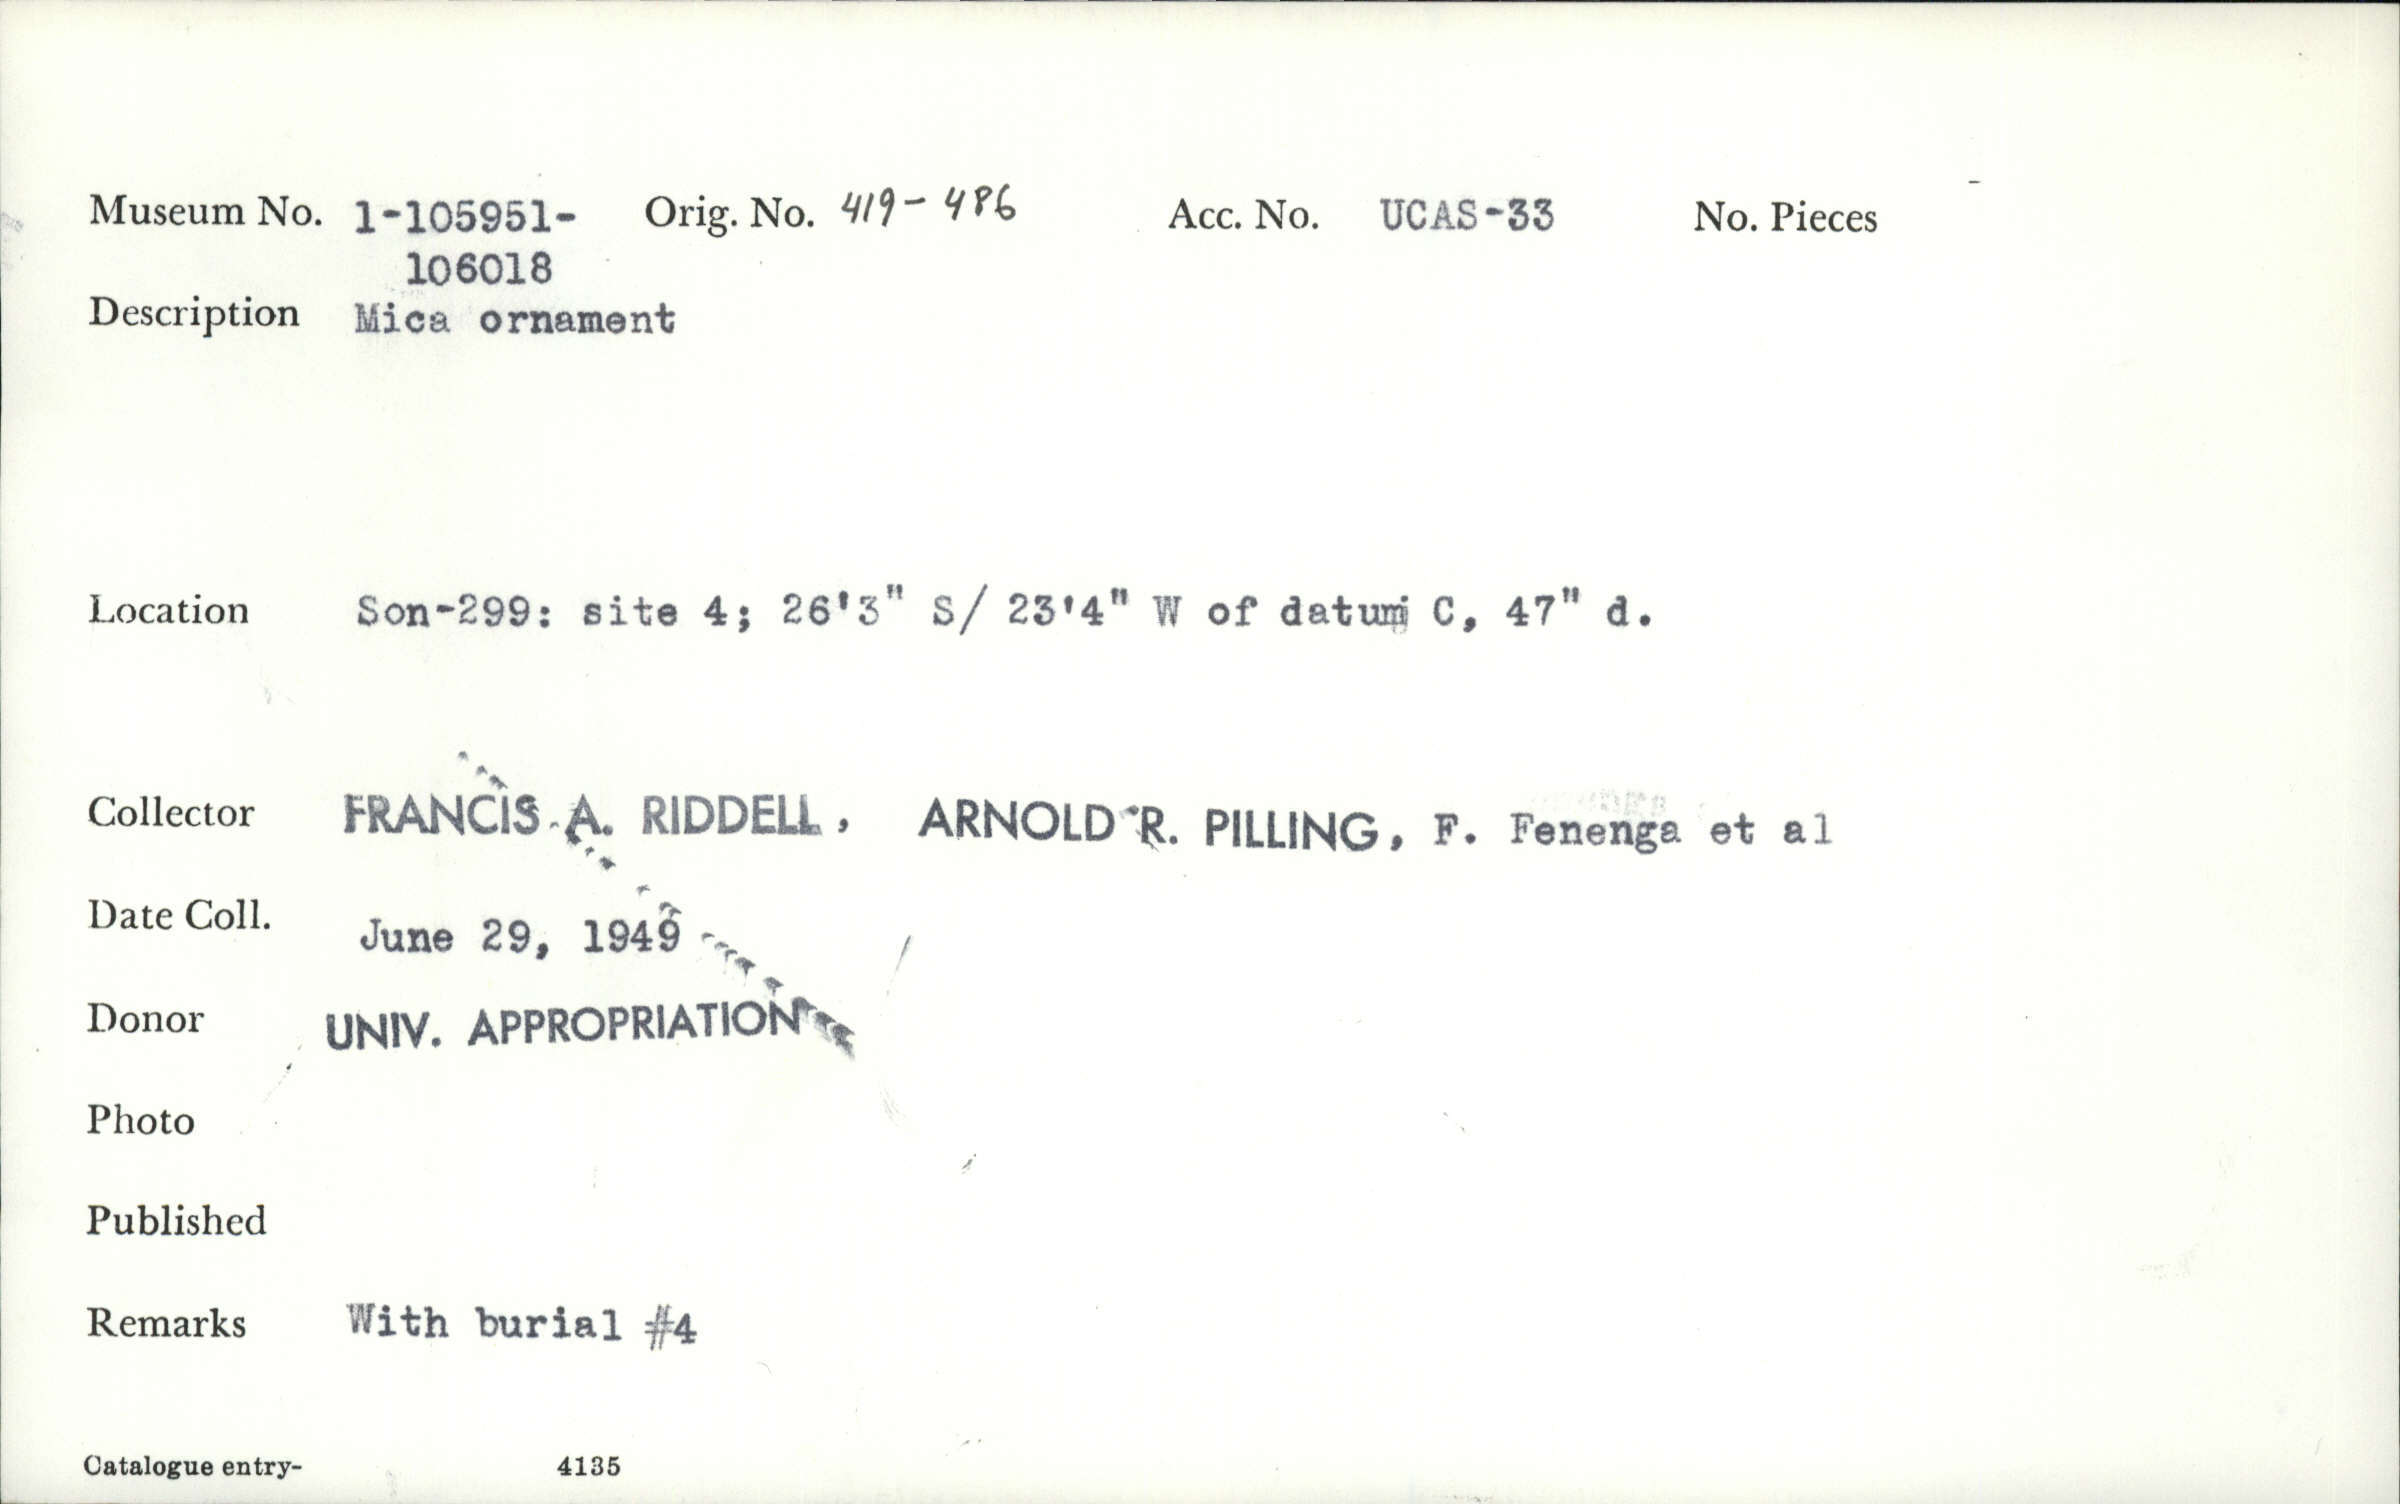 Museum No. 1-105951- Orig. No. 419-486 Acc. No. UCAS-33 No. Pieces
106018
Description Mica ornament
Location Son-299: site 4; 26'3" S/ 23'4" W of datum C, 47" d.
Collector FRANCIS A. RIDDELL, ARNOLD R. PILLING, F. Fenenga et al
Date Coll. June 29, 1949
Donor UNIV. APPROPRIATION
Photo
Published
Remarks With burial #4
Catalogue entry- 4135